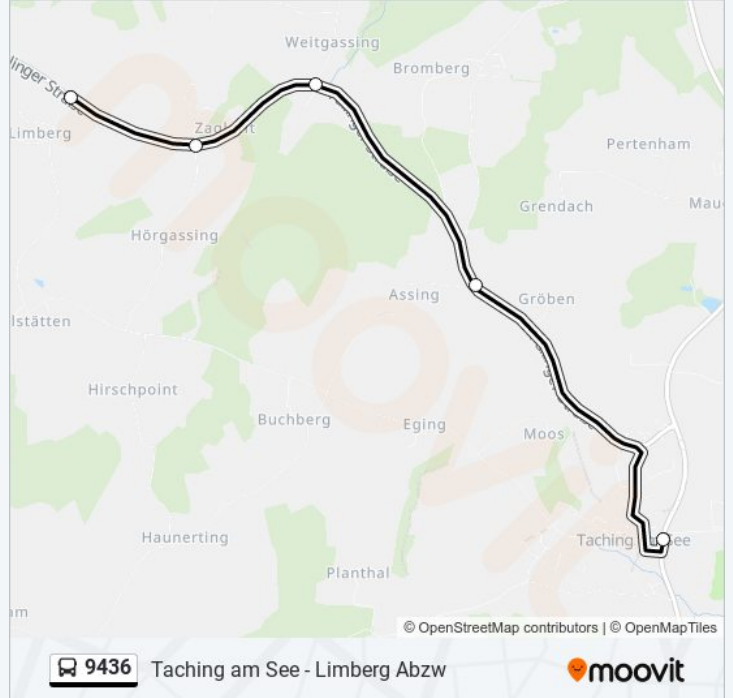 Weitgassing
Bromberg
Limberg
Pertenham
Grendach
Hörgassing
Assing
Gröben
lstätten
Hirschpoint
Buchberg
Eging
Moos
Haunerting
Taching am See
Planthal
© OpenStreetMap contributors | © OpenMapTiles
9436 Taching am See - Limberg Abzw
moovit